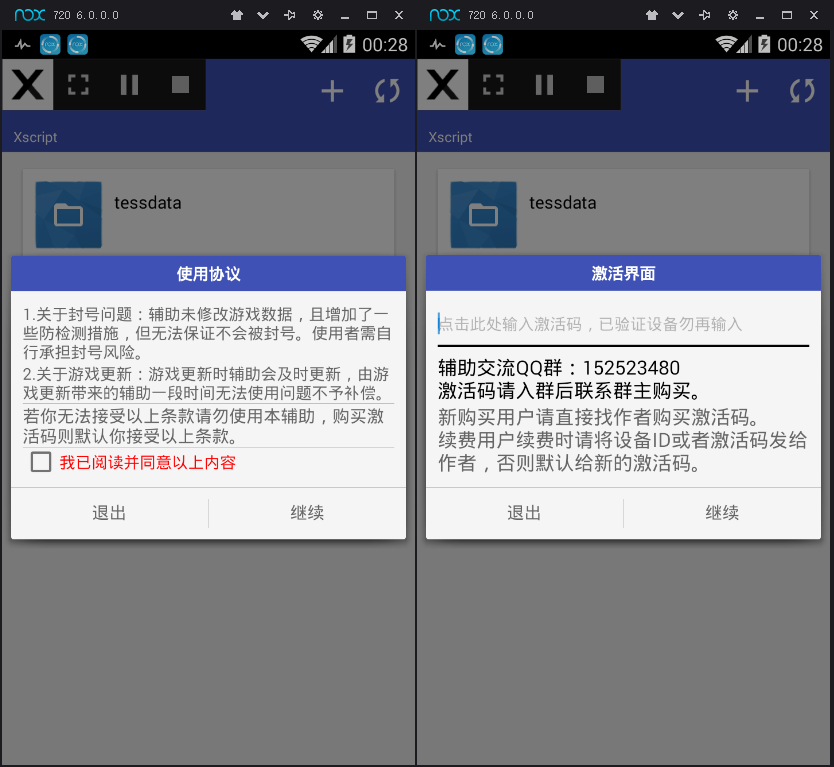 nox 720 6.0.0.0
00:28
X
Xscript
tessdata
使用协议
1.关于封号问题：辅助未修改游戏数据，且增加了一
些防检测措施，但无法保证不会被封号。使用者需自
行承担封号风险。
2.关于游戏更新：游戏更新时辅助会及时更新，由游
戏更新带来的辅助一段时间无法使用问题不予补偿。
若你无法接受以上条款请勿使用本辅助，购买激
活码则默认你接受以上条款。
我已阅读并同意以上内容
退出 继续
nox 720 6.0.0.0
00:28
X
Xscript
tessdata
激活界面
点击此处输入激活码，已验证设备勿再输入
辅助交流QQ群：152523480
激活码请入群后联系群主购买。
新购买用户请直接找作者购买激活码。
续费用户续费时请将设备ID或者激活码发给
作者，否则默认给新的激活码。
退出 继续